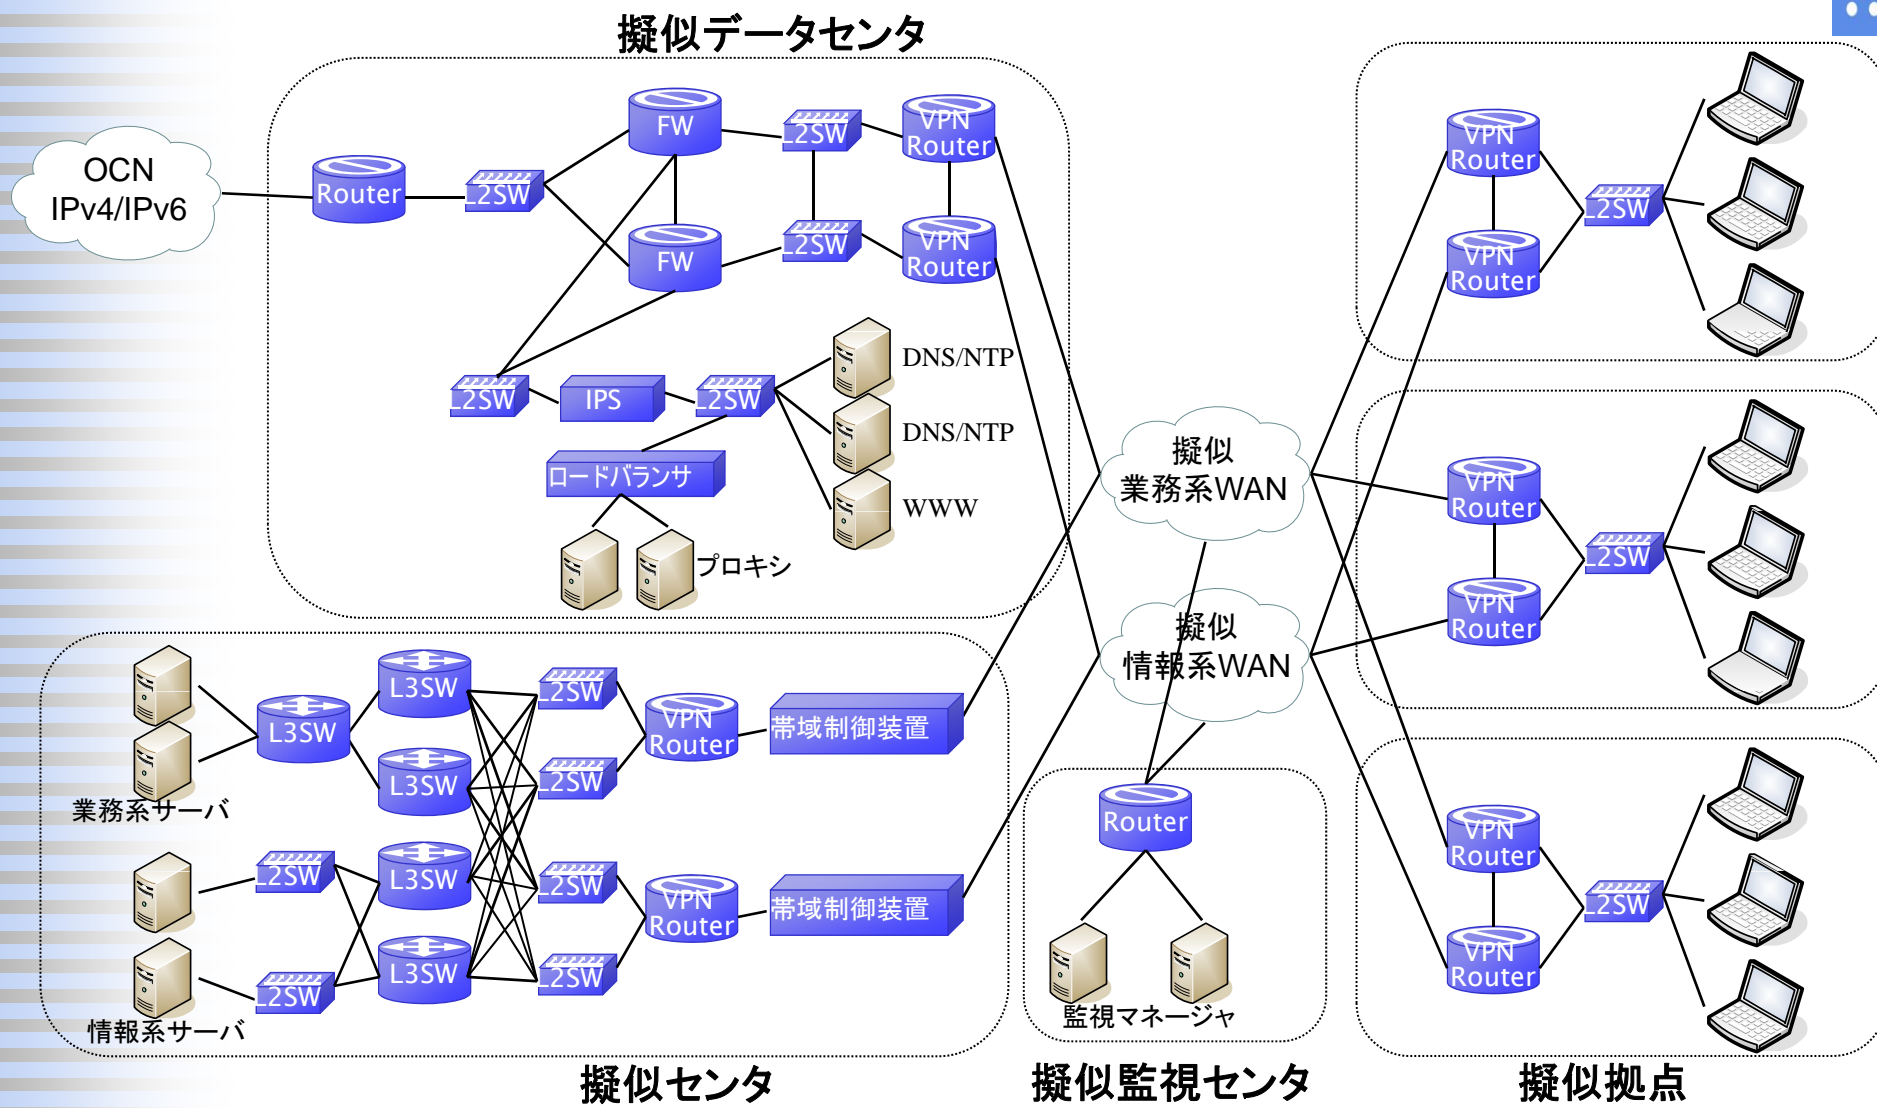 擬似データセンタ
OCN
IPv4/IPv6
Router
L2SW
FW
FW
L2SW
L2SW
VPN
Router
VPN
Router
L2SW
IPS
L2SW
ロードバランサ
プロキシ
DNS/NTP
DNS/NTP
WWW
擬似
業務系WAN
擬似
情報系WAN
VPN
Router
VPN
Router
L2SW
VPN
Router
VPN
Router
L2SW
VPN
Router
VPN
Router
L2SW
擬似拠点
業務系サーバ
情報系サーバ
L3SW
L2SW
L2SW
L3SW
L3SW
L3SW
L3SW
L2SW
L2SW
L2SW
L2SW
VPN
Router
VPN
Router
帯域制御装置
帯域制御装置
擬似センタ
Router
監視マネージャ
擬似監視センタ